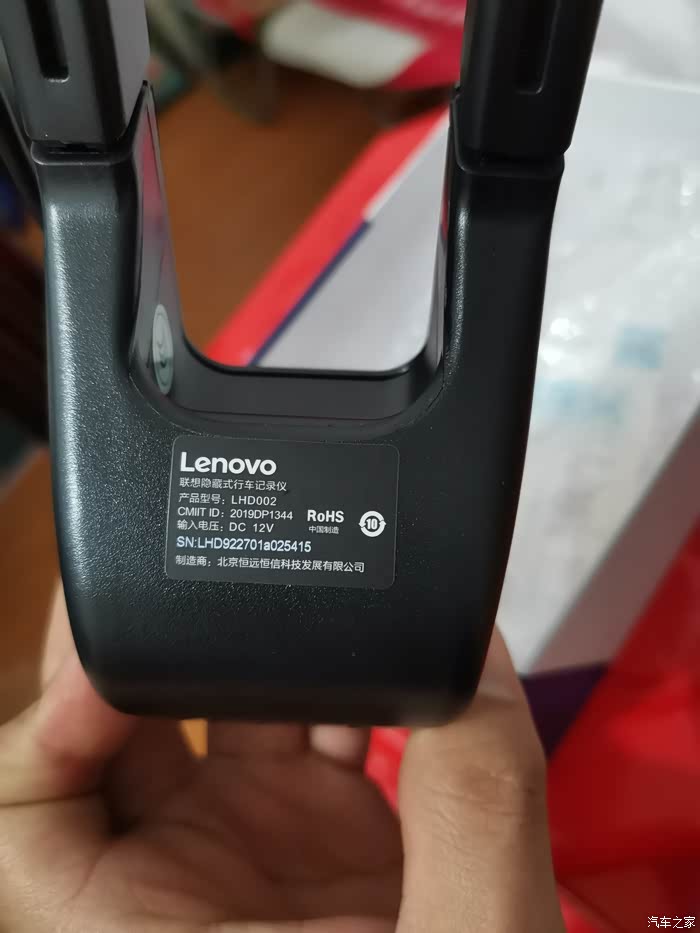 Lenovo
联想隐藏式行车记录仪
产品型号：LHD002
CMIIT ID：2019DP1344
输入电压：DC 12V
RoHS
中国制造
10
SN:LHD922701a025415
制造商：北京恒远恒信科技发展有限公司
汽车之家